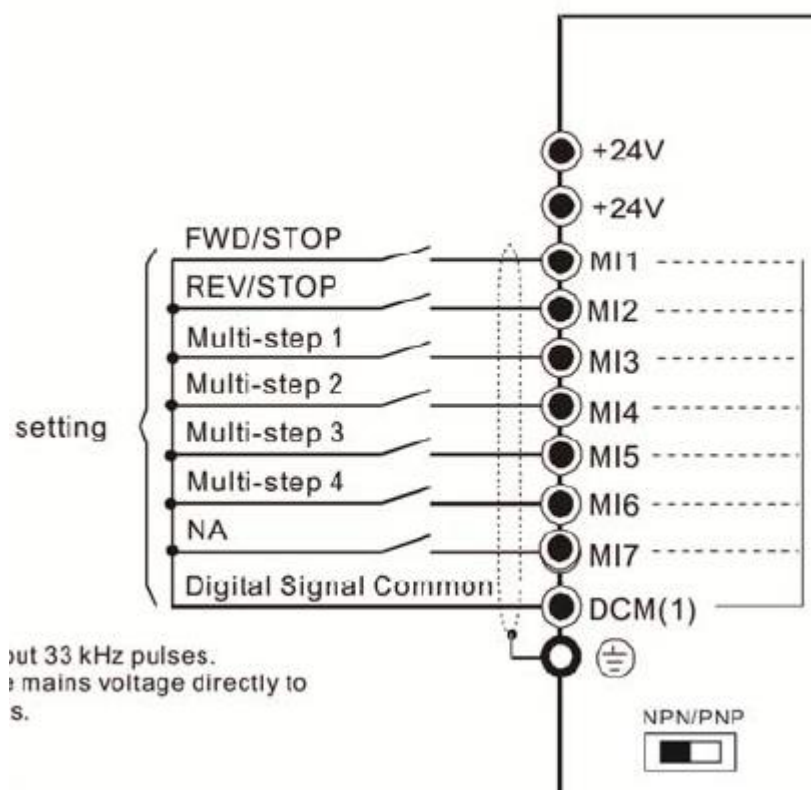 +24V
+24V
FWD/STOP
MI1
REV/STOP
MI2
Multi-step 1
MI3
Multi-step 2
MI4
setting
Multi-step 3
MI5
Multi-step 4
MI6
NA
MI7
Digital Signal Common
DCM(1)
33 kHz pulses.
mains voltage directly to
NPN/PNP